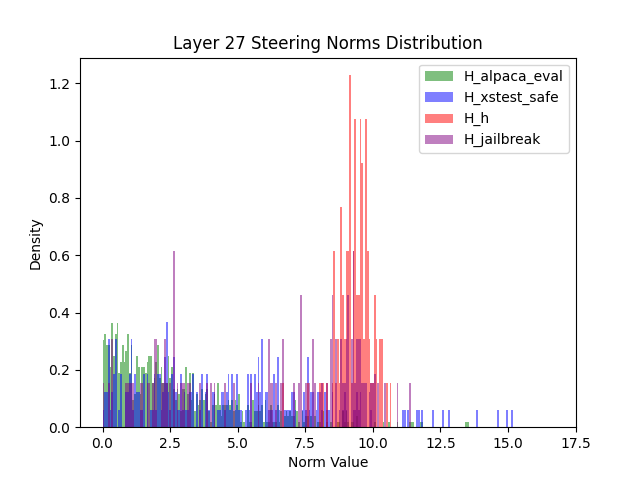 Layer 27 Steering Norms Distribution
H_alpaca_eval
H_xstest_safe
H_h
H_jailbreak
Density
1.2
1.0
0.8
0.6
0.4
0.2
0.0
0.0 2.5 5.0 7.5 10.0 12.5 15.0 17.5
Norm Value